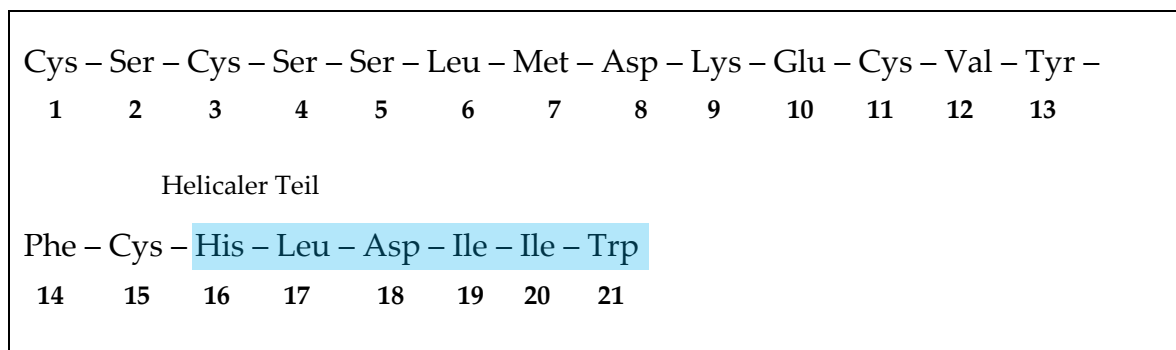 Cys – Ser – Cys – Ser – Ser – Leu – Met – Asp – Lys – Glu – Cys – Val – Tyr –
1 2 3 4 5 6 7 8 9 10 11 12 13
Helicaler Teil
Phe – Cys – His – Leu – Asp – Ile – Ile – Trp
14 15 16 17 18 19 20 21